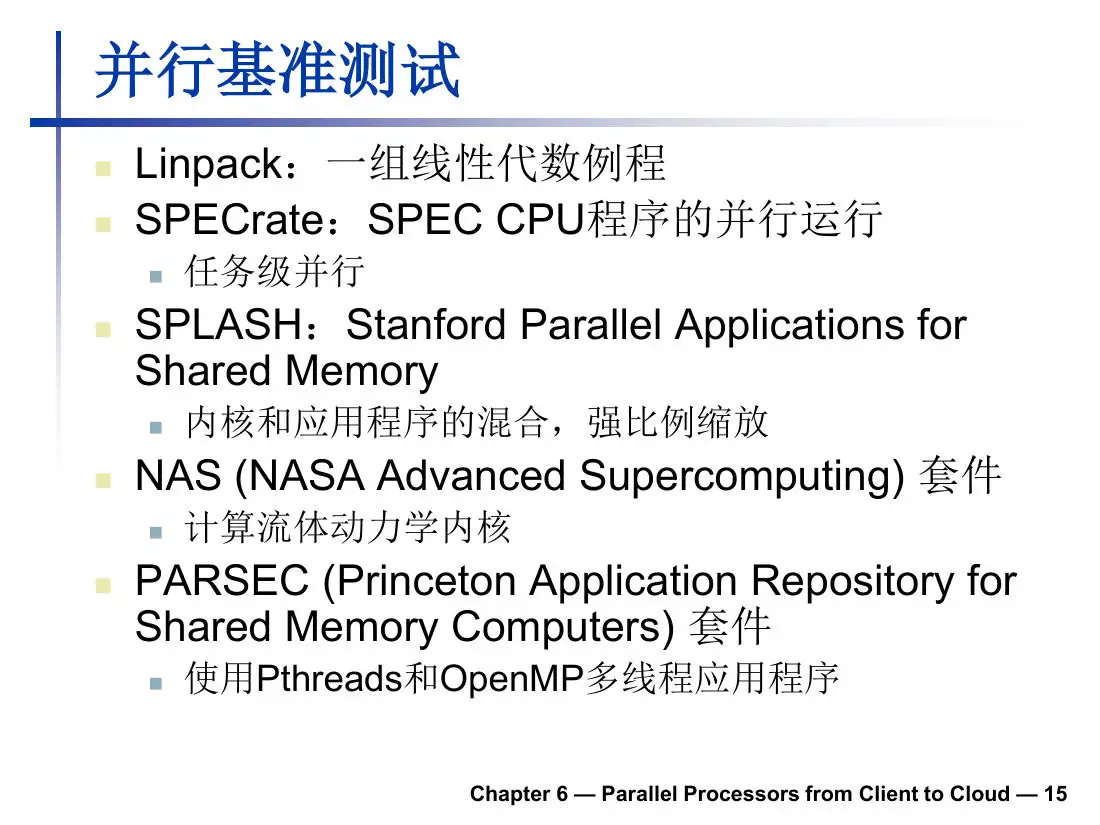 并行基准测试
Linpack：一组线性代数例程
SPECrate：SPEC CPU程序的并行运行
任务级并行
SPLASH：Stanford Parallel Applications for
Shared Memory
内核和应用程序的混合，强比例缩放
NAS (NASA Advanced Supercomputing) 套件
计算流体动力学内核
PARSEC (Princeton Application Repository for
Shared Memory Computers) 套件
使用Pthreads和OpenMP多线程应用程序
Chapter 6 — Parallel Processors from Client to Cloud — 15